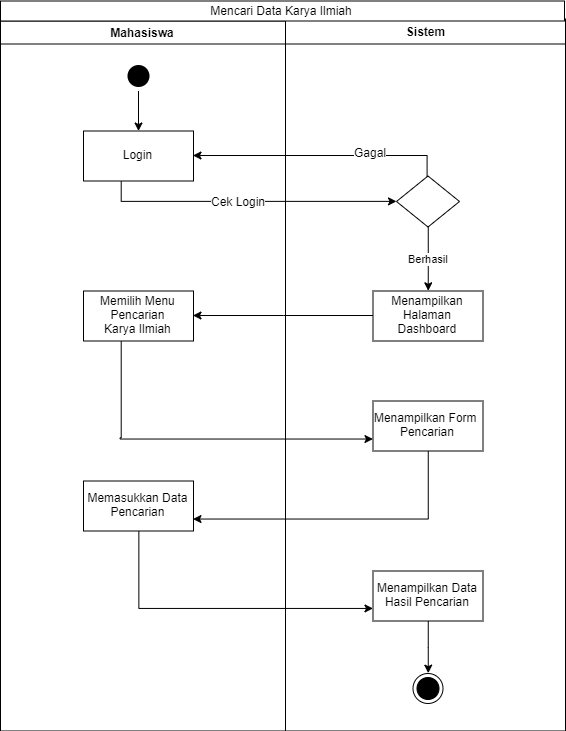 Mencari Data Karya Ilmiah
Mahasiswa
Sistem
Login
Gagal
Cek Login
Berhasil
Memilih Menu
Pencarian
Karya Ilmiah
Menampilkan
Halaman
Dashboard
Menampilkan Form
Pencarian
Memasukkan Data
Pencarian
Menampilkan Data
Hasil Pencarian